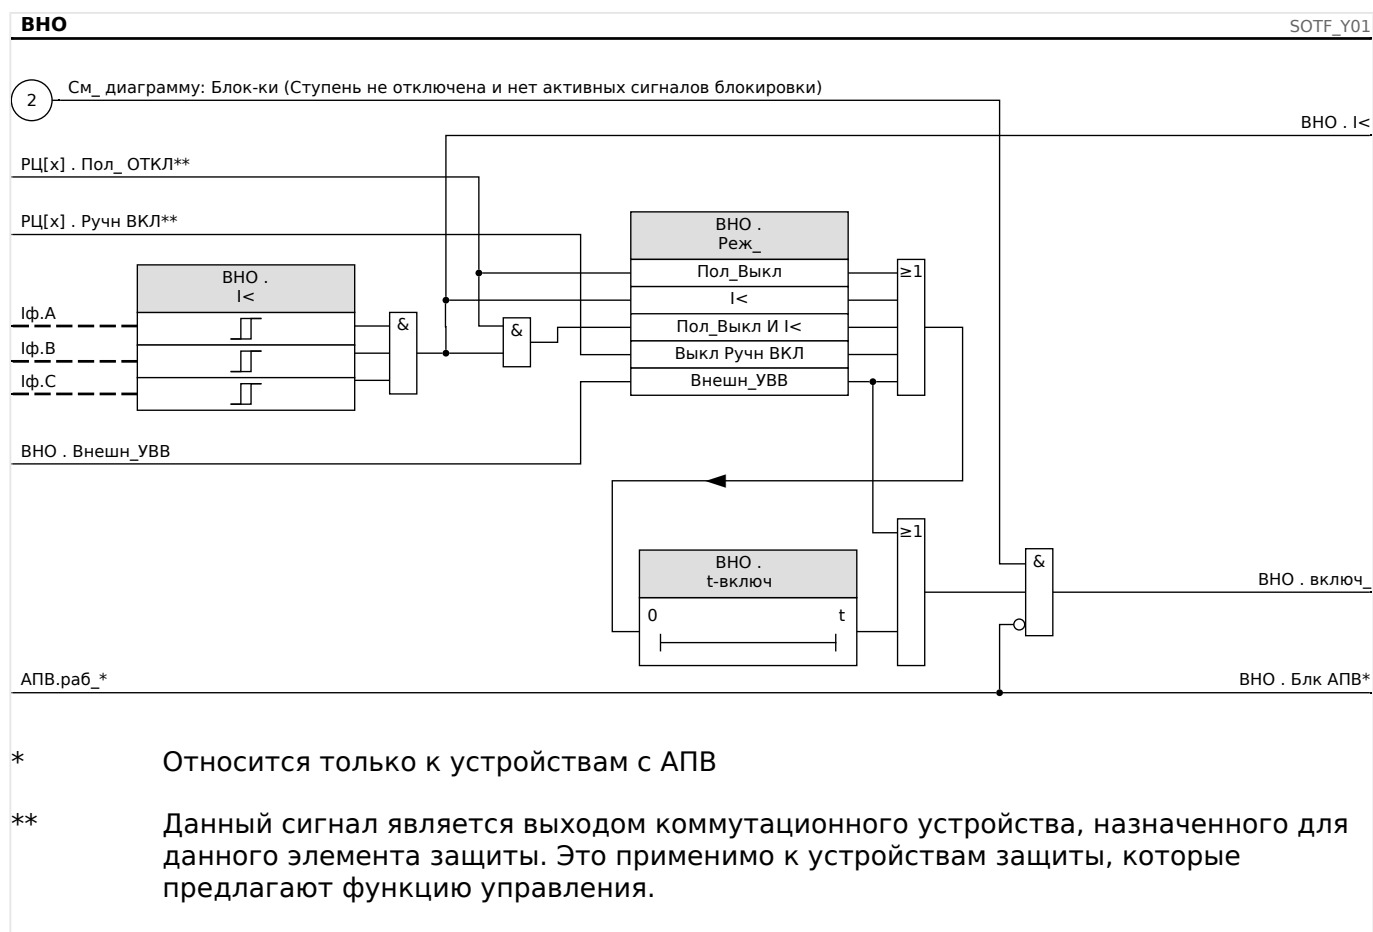 ВНО
SOTF_Y01
2
См_ диаграмму: Блок-ки (Ступень не отключена и нет активных сигналов блокировки)
ВНО . I<
РЦ[x] . Пол_ ОТКЛ**
РЦ[x] . Ручн ВКЛ**
ВНО .
Реж_
Пол_Выкл
I<
Пол_Выкл И I<
Выкл Ручн ВКЛ
Внешн_УВВ
≥1
ВНО .
I<
Iф.A
Iф.B
Iф.C
&
&
ВНО . Внешн_УВВ
≥1
ВНО .
t-включ
0
t
&
ВНО . включ_
АПВ.раб_*
ВНО . Блк АПВ*
*
Относится только к устройствам с АПВ
**
Данный сигнал является выходом коммутационного устройства, назначенного для
данного элемента защиты. Это применимо к устройствам защиты, которые
предлагают функцию управления.